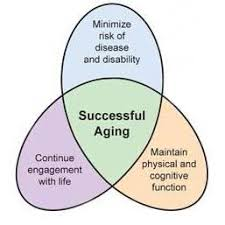 Minimize
risk of
disease
and disability
Successful
Aging
Continue
engagement
with life
Maintain
physical and
cognitive
function